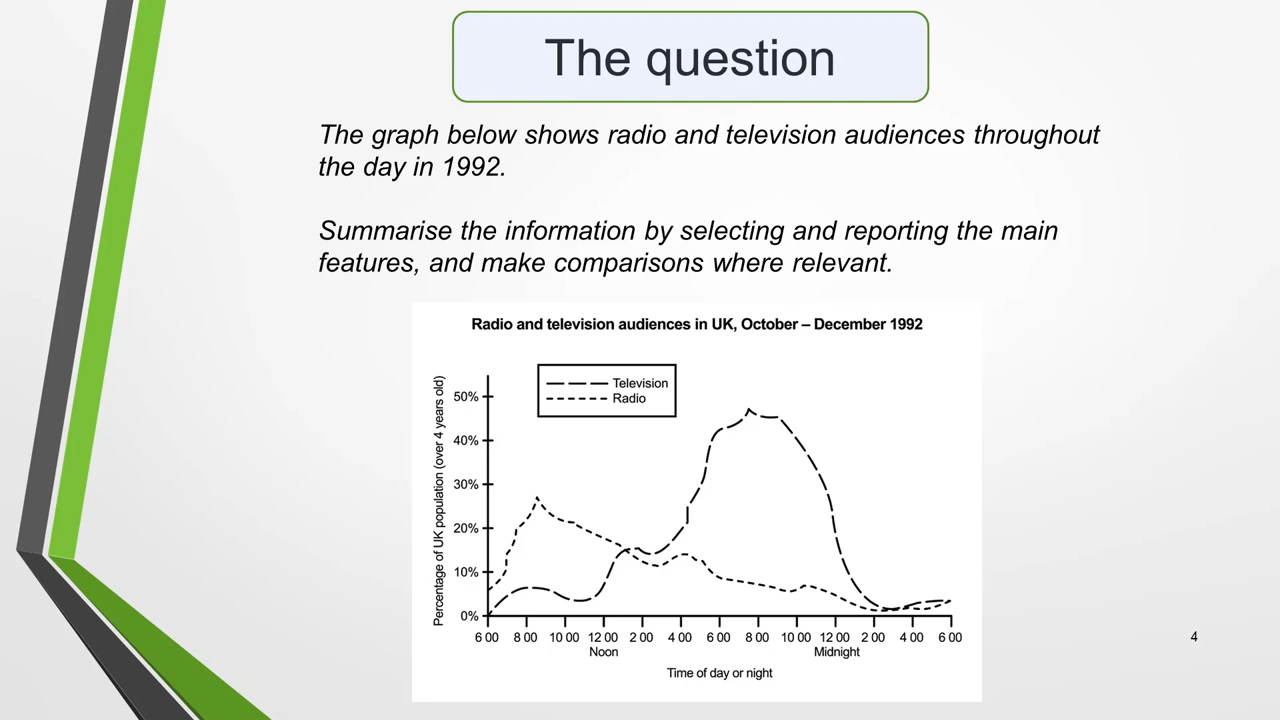 The question
The graph below shows radio and television audiences throughout
the day in 1992.
Summarise the information by selecting and reporting the main
features, and make comparisons where relevant.
Radio and television audiences in UK, October – December 1992
Television
Radio
Percentage of UK population (over 4 years old)
50%
40%
30%
20%
10%
0%
6 00 8 00 10 00 12 00 2 00 4 00 6 00 8 00 10 00 12 00 2 00 4 00 6 00
Noon Midnight
Time of day or night
4